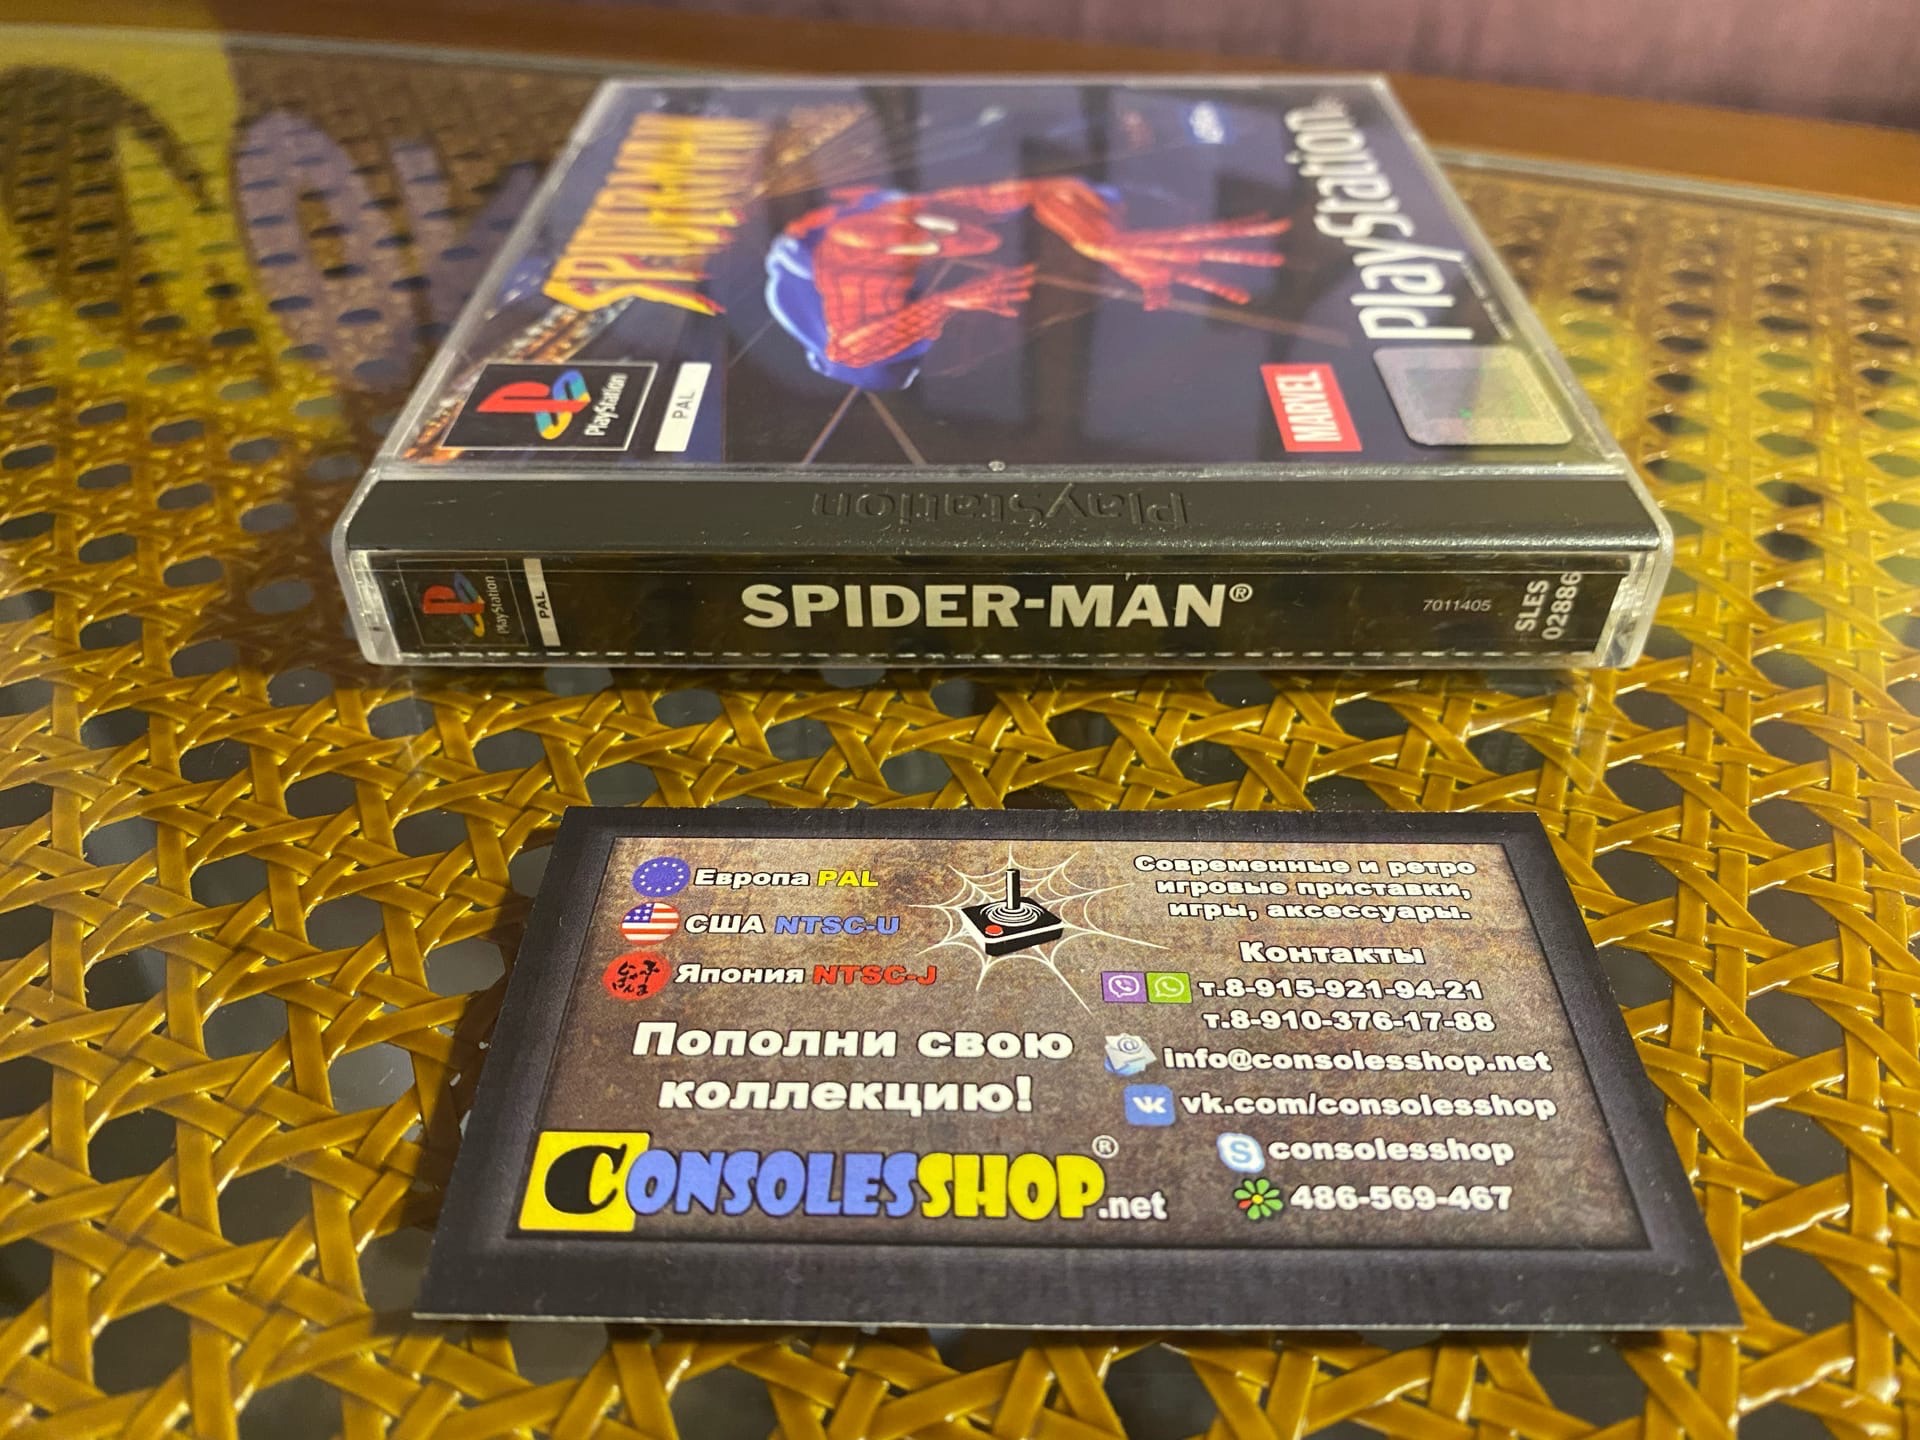 SPIDER-MAN
PlayStation
PAL
MARVEL
PlayStation
PlayStation
PlayStation
PAL
SPIDER-MAN®
7011405
SLES
02886
Европа PAL
США NTSC-U
Япония NTSC-J
Пополни свою
коллекцию!
CONSOLESSHOP®.net
Современные и ретро
игровые приставки,
игры, аксессуары.
Контакты
т.8-915-921-94-21
т.8-910-376-17-88
info@consolesshop.net
vk.com/consolesshop
consolesshop
486-569-467